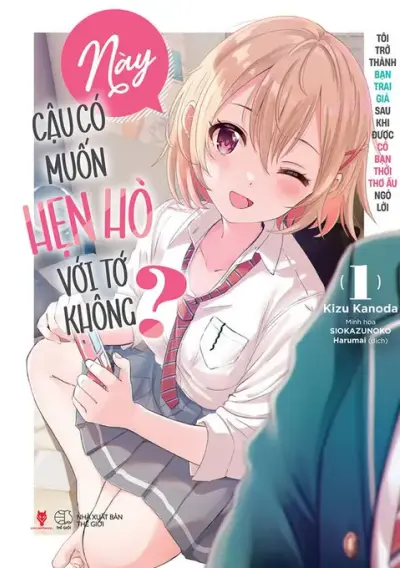 Này
CẬU CÓ
MUỐN
HẸN HÒ
VỚI TỚ
KHÔNG
?
TÔI
TRỞ THÀNH
BẠN TRAI GIẢ
SAU KHI ĐƯỢC
CÔ BẠN THỜI
THƠ ẤU
NGỎ LỜI
(1)
Kizu Kanoda
Minh họa
SIOKAZUNOKO
Harumai (dịch)
THẾ GIỚI
NHÀ XUẤT BẢN
THẾ GIỚI